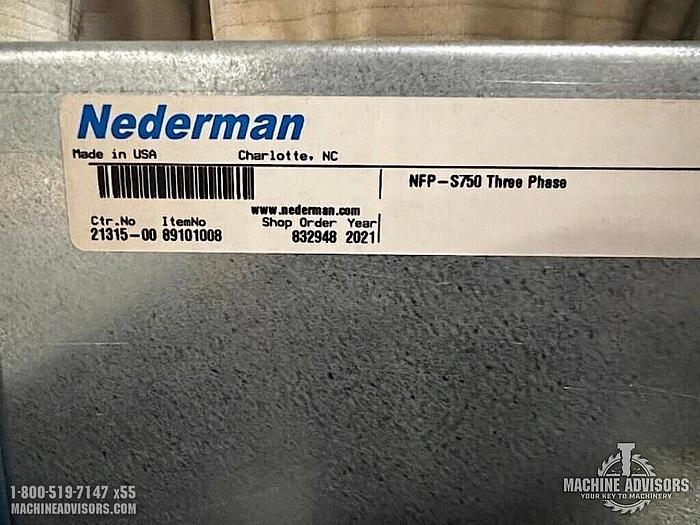 Nederman
Made in USA Charlotte, NC
NFP-S750 Three Phase
www.nederman.com
Ctr.No ItemNo Shop Order Year
21315-00 89101008 832948 2021
1-800-519-7147 x55
MACHINEADVISORS.COM
MACHINE ADVISORS
YOUR KEY TO MACHINERY